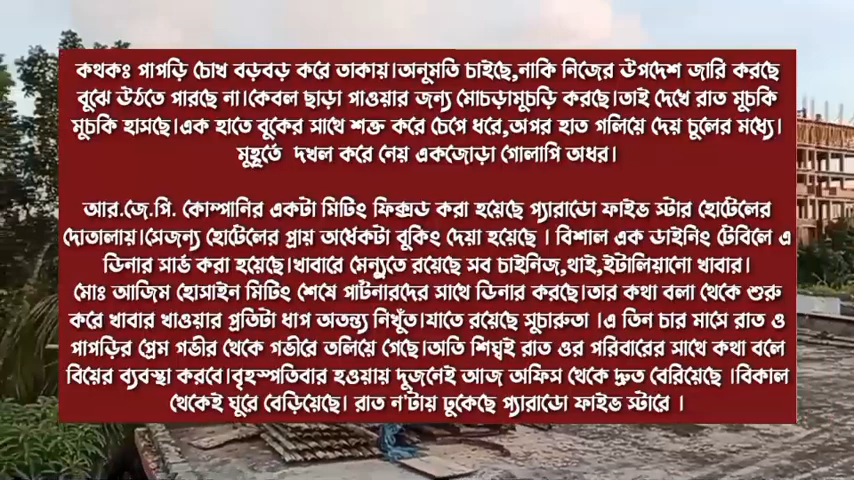 কথকঃ পাপড়ি চোখ বড়বড় করে তাকায়।অনুমতি চাইছে,নাকি নিজের উপদেশ জারি করছে
বুঝে উঠতে পারছে না।কেবল ছাড়া পাওয়ার জন্য মোচড়ামুচড়ি করছে।তাই দেখে রাত মুচকি
মুচকি হাসছে।এক হাতে বুকের সাথে শক্ত করে চেপে ধরে,অপর হাত গলিয়ে দেয় চুলের মধ্যে।
মুহূর্তে দখল করে নেয় একজোড়া গোলাপি অধর।
আর.জে.পি. কোম্পানির একটা মিটিং ফিক্সড করা হয়েছে প্যারাডো ফাইভ স্টার হোটেলের
দোতালায়।সেজন্য হোটেলের প্রায় অর্ধেকটা বুকিং দেয়া হয়েছে । বিশাল এক ডাইনিং টেবিলে এ
ডিনার সার্ভ করা হয়েছে।খাবারে মেন্যুতে রয়েছে সব চাইনিজ,থাই,ইটালিয়ানো খাবার।
মোঃ আজিম হোসাইন মিটিং শেষে পার্টনারদের সাথে ডিনার করছে।তার কথা বলা থেকে শুরু
করে খাবার খাওয়ার প্রতিটা ধাপ অতন্ত্য নিখুঁত।যাতে রয়েছে সুচারুতা ।এ তিন চার মাসে রাত ও
পাপড়ির প্রেম গভীর থেকে গভীরে তলিয়ে গেছে।অতি শিঘ্রই রাত ওর পরিবারের সাথে কথা বলে
বিয়ের ব্যবস্থা করবে।বৃহস্পতিবার হওয়ায় দুজনেই আজ অফিস থেকে দ্রুত বেরিয়েছে ।বিকাল
থেকেই ঘুরে বেড়িয়েছে। রাত ন'টায় ঢুকেছে প্যারাডো ফাইভ স্টারে ।